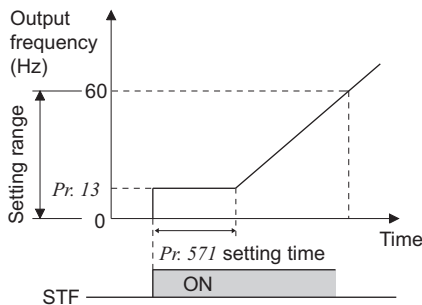 Output
frequency
(Hz)
60
Setting range
Pr. 13
0
Time
Pr. 571 setting time
ON
STF